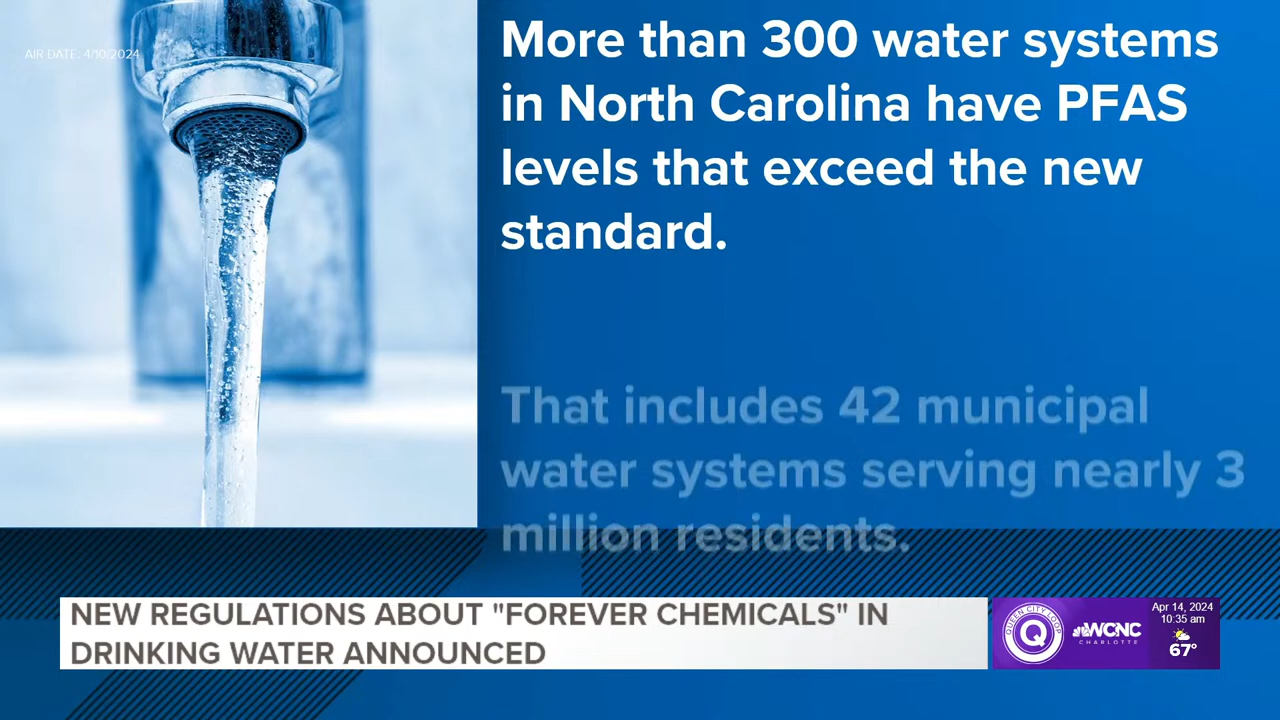 AIR DATE: 4/10/2024
More than 300 water systems
in North Carolina have PFAS
levels that exceed the new
standard.
That includes 42 municipal
water systems serving nearly 3
million residents.
NEW REGULATIONS ABOUT "FOREVER CHEMICALS" IN
DRINKING WATER ANNOUNCED
QUEEN CITY LOOP
Q
WCNC
CHARLOTTE
Apr 14, 2024
10:35 am
67°